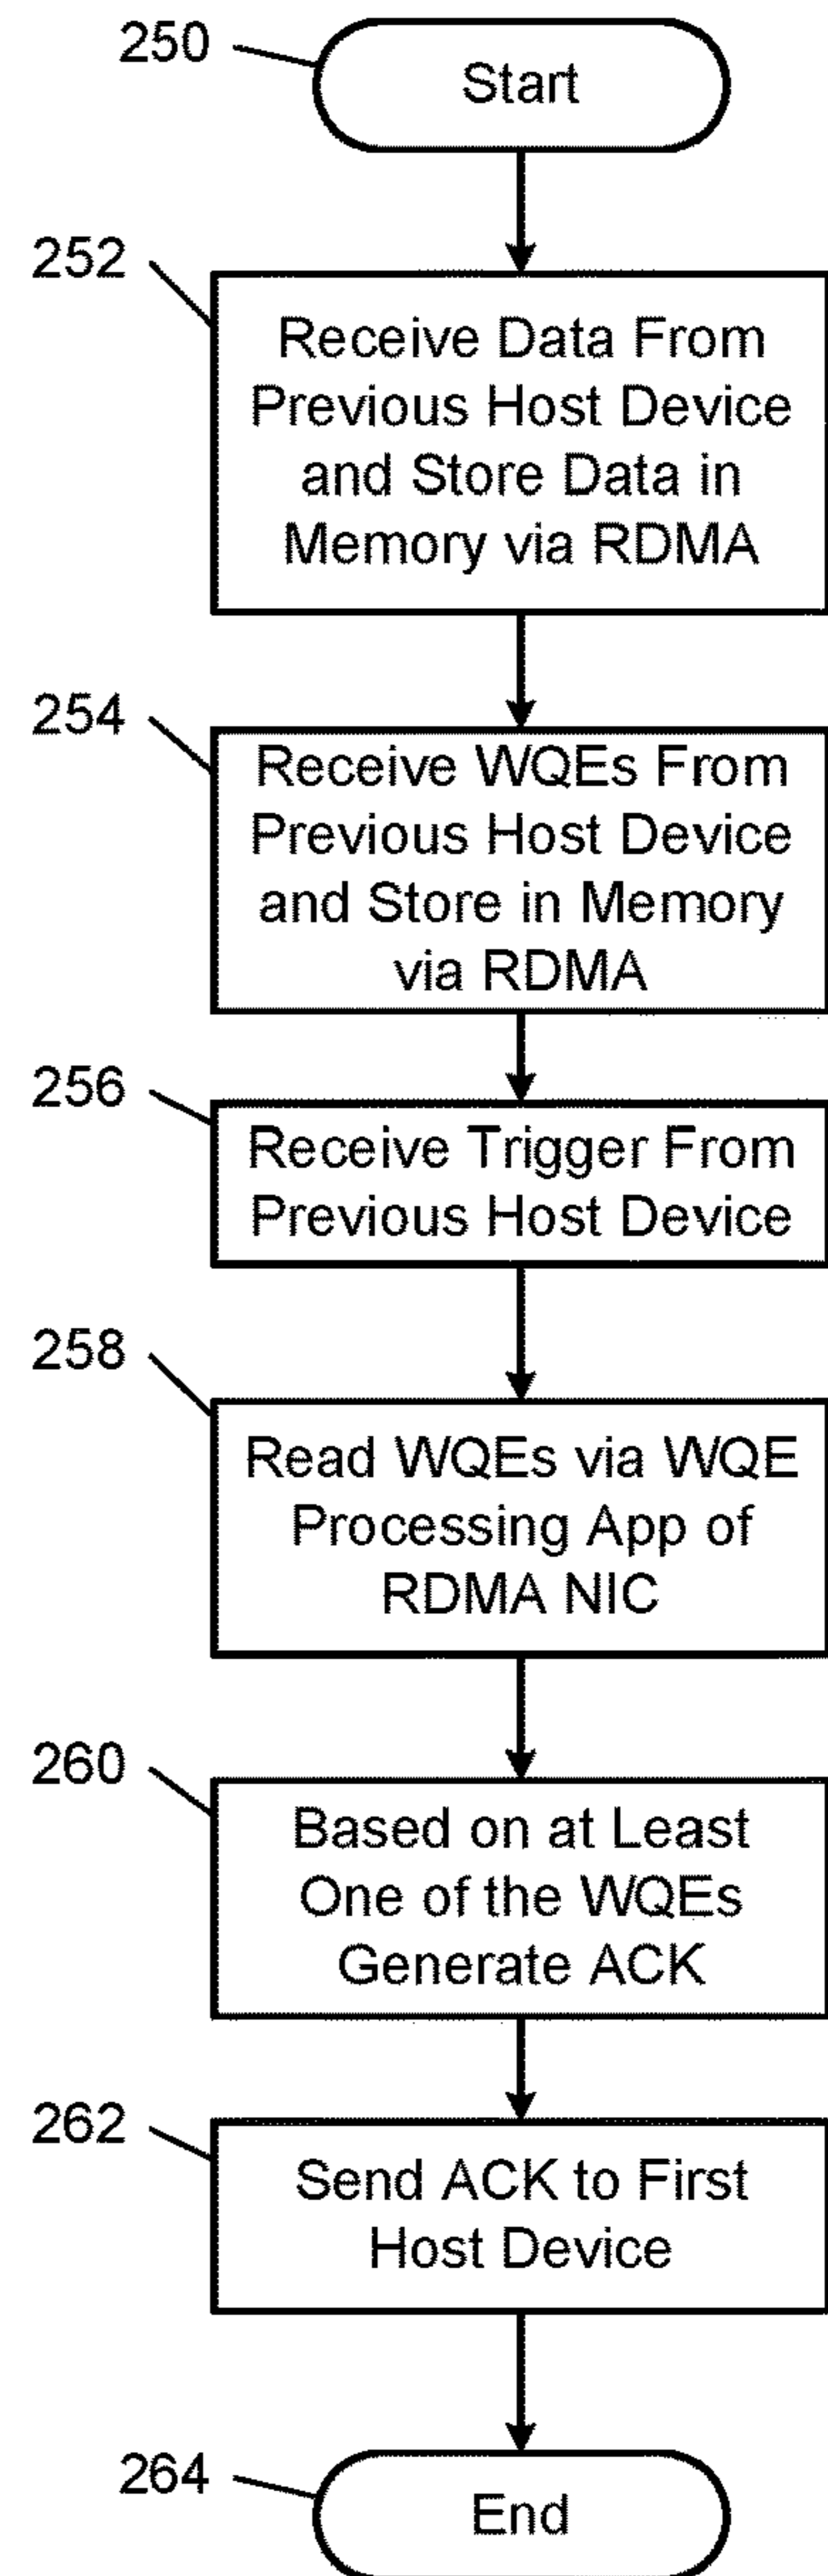 250
Start
252
Receive Data From
Previous Host Device
and Store Data in
Memory via RDMA
254
Receive WQEs From
Previous Host Device
and Store in Memory
via RDMA
256
Receive Trigger From
Previous Host Device
258
Read WQEs via WQE
Processing App of
RDMA NIC
260
Based on at Least
One of the WQEs
Generate ACK
262
Send ACK to First
Host Device
264
End